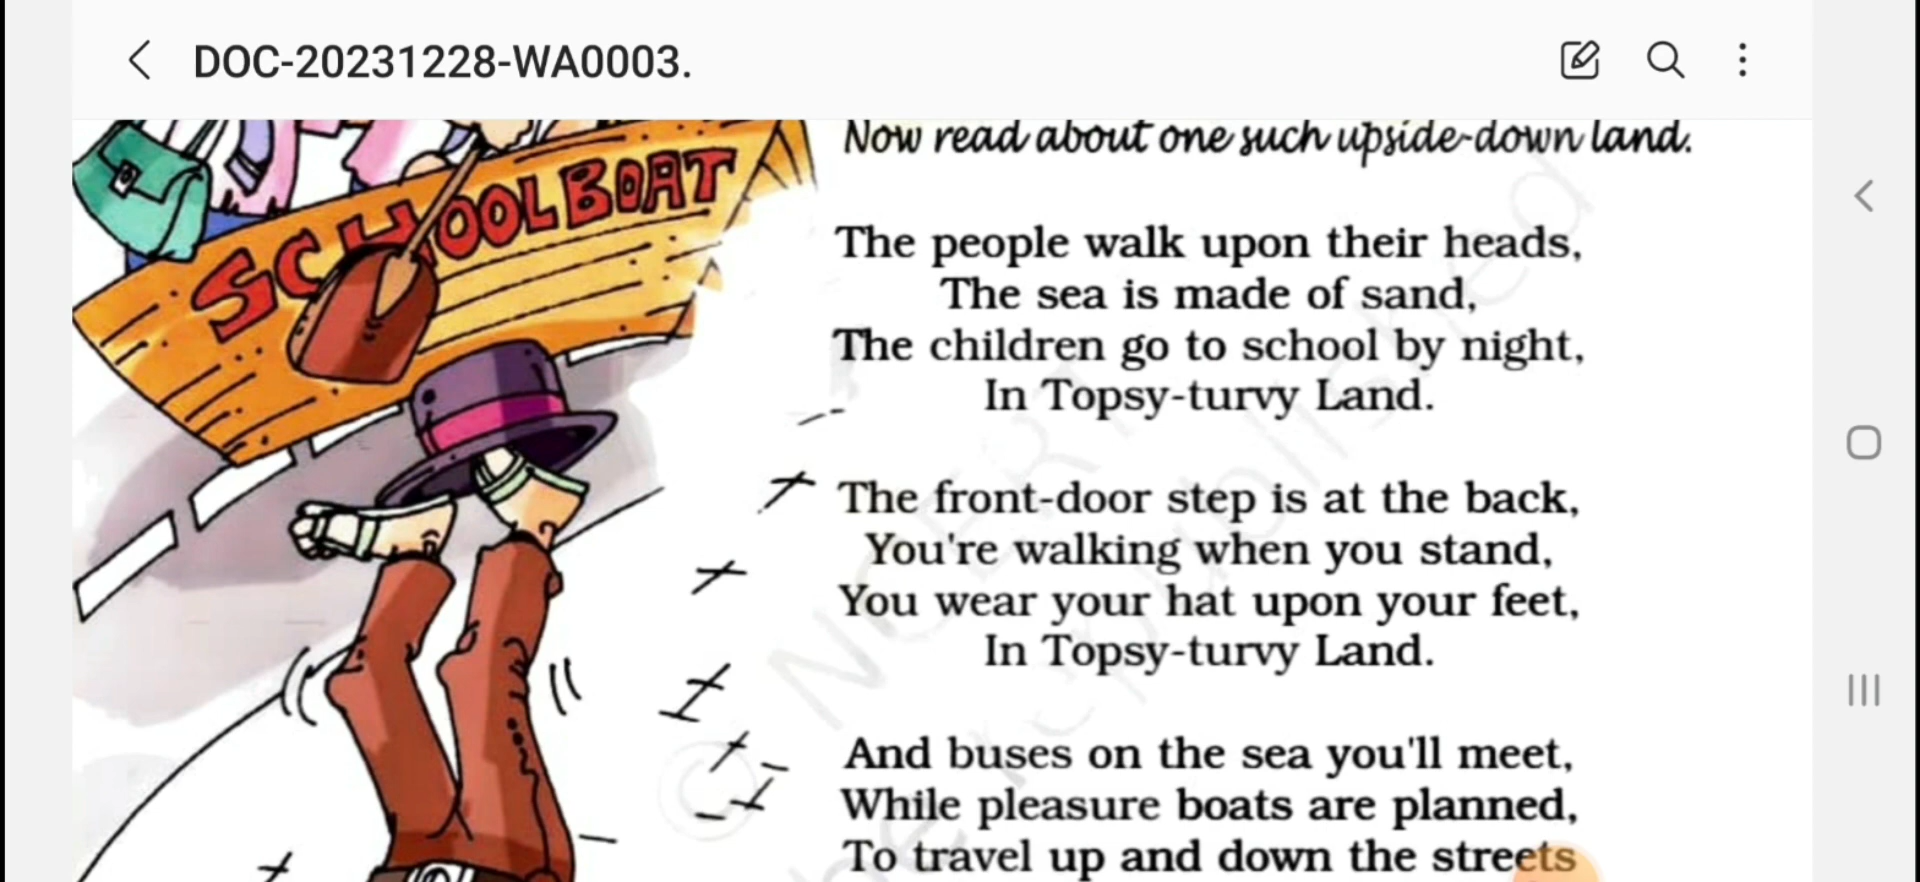 DOC-20231228-WA0003.
SCHOOL BOAT
Now read about one such upside-down land.
The people walk upon their heads,
The sea is made of sand,
The children go to school by night,
In Topsy-turvy Land.
The front-door step is at the back,
You're walking when you stand,
You wear your hat upon your feet,
In Topsy-turvy Land.
And buses on the sea you'll meet,
While pleasure boats are planned,
To travel up and down the streets
© NCERT
be republished